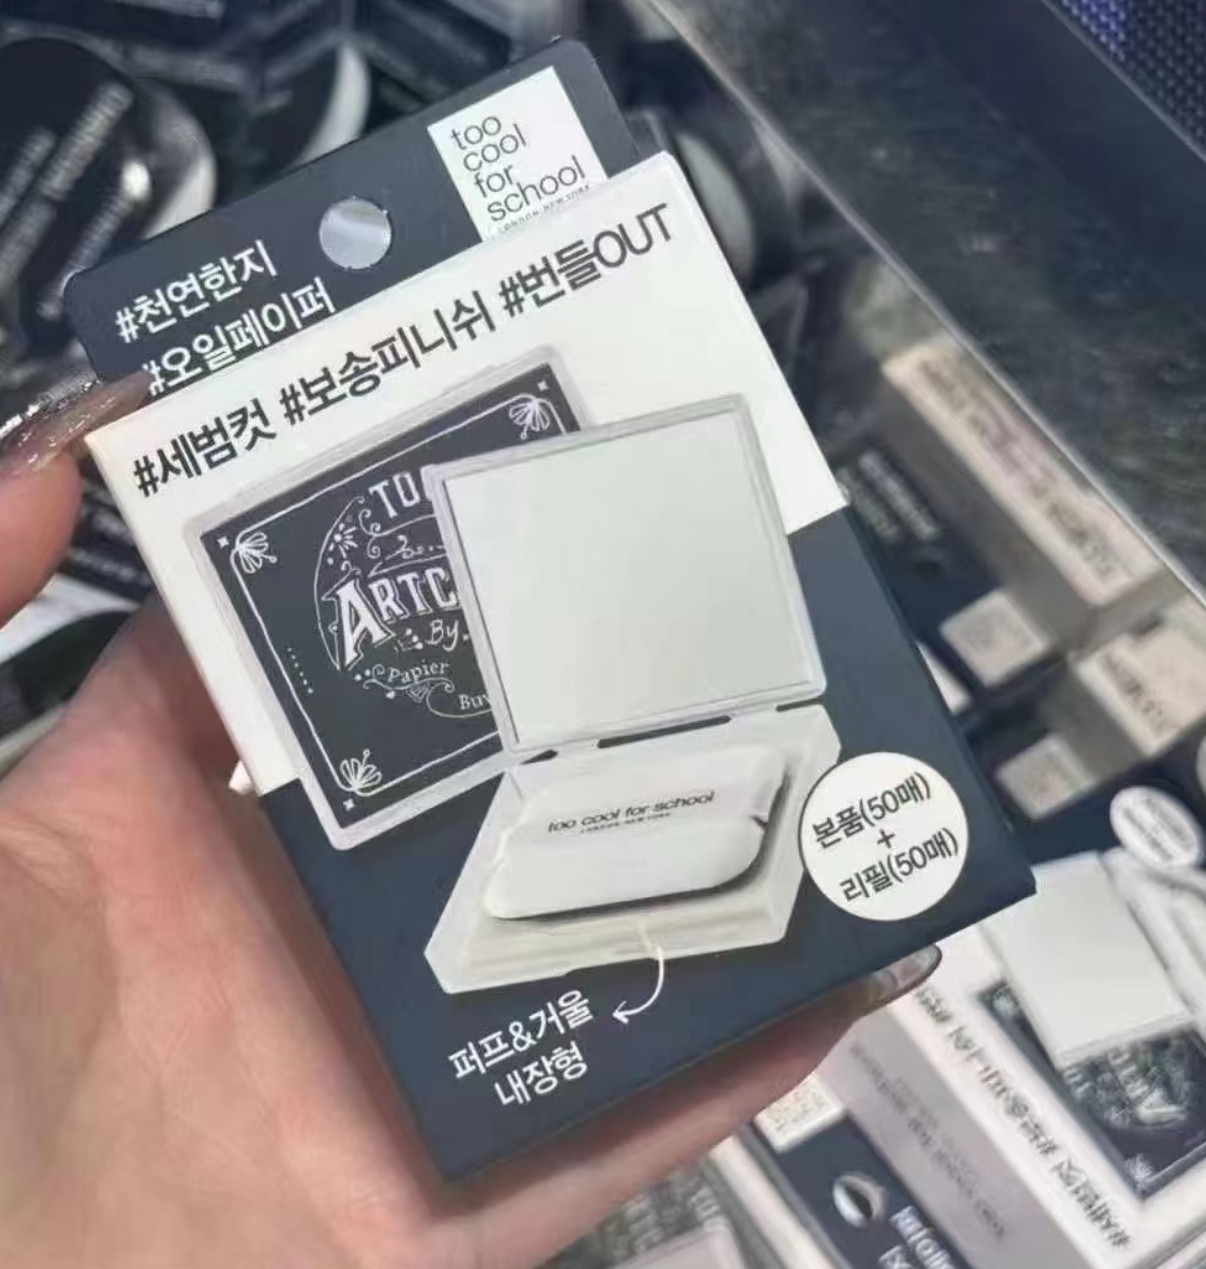 too
cool
for
school
LONDON NEW YORK
#천연한지
#오일페이퍼
#세범컷 #보송피니쉬 #번들OUT
ARTC
By.
Papier
too cool for school
LONDON NEW YORK
본품(50매)
+
리필(50매)
퍼프&거울
내장형